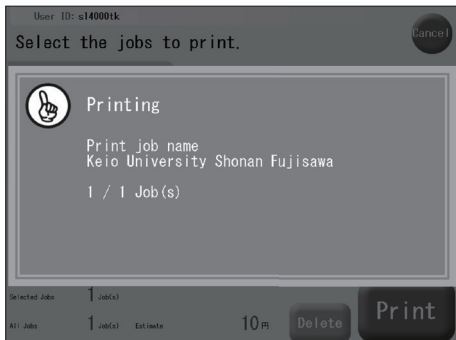 User ID: s14000tk
Select the jobs to print.
Cancel
Printing
Print job name
Keio University Shonan Fujisawa
1 / 1 Job(s)
Selected Jobs 1 Job(s)
All Jobs 1 Job(s) Estimate 10円
Delete
Print